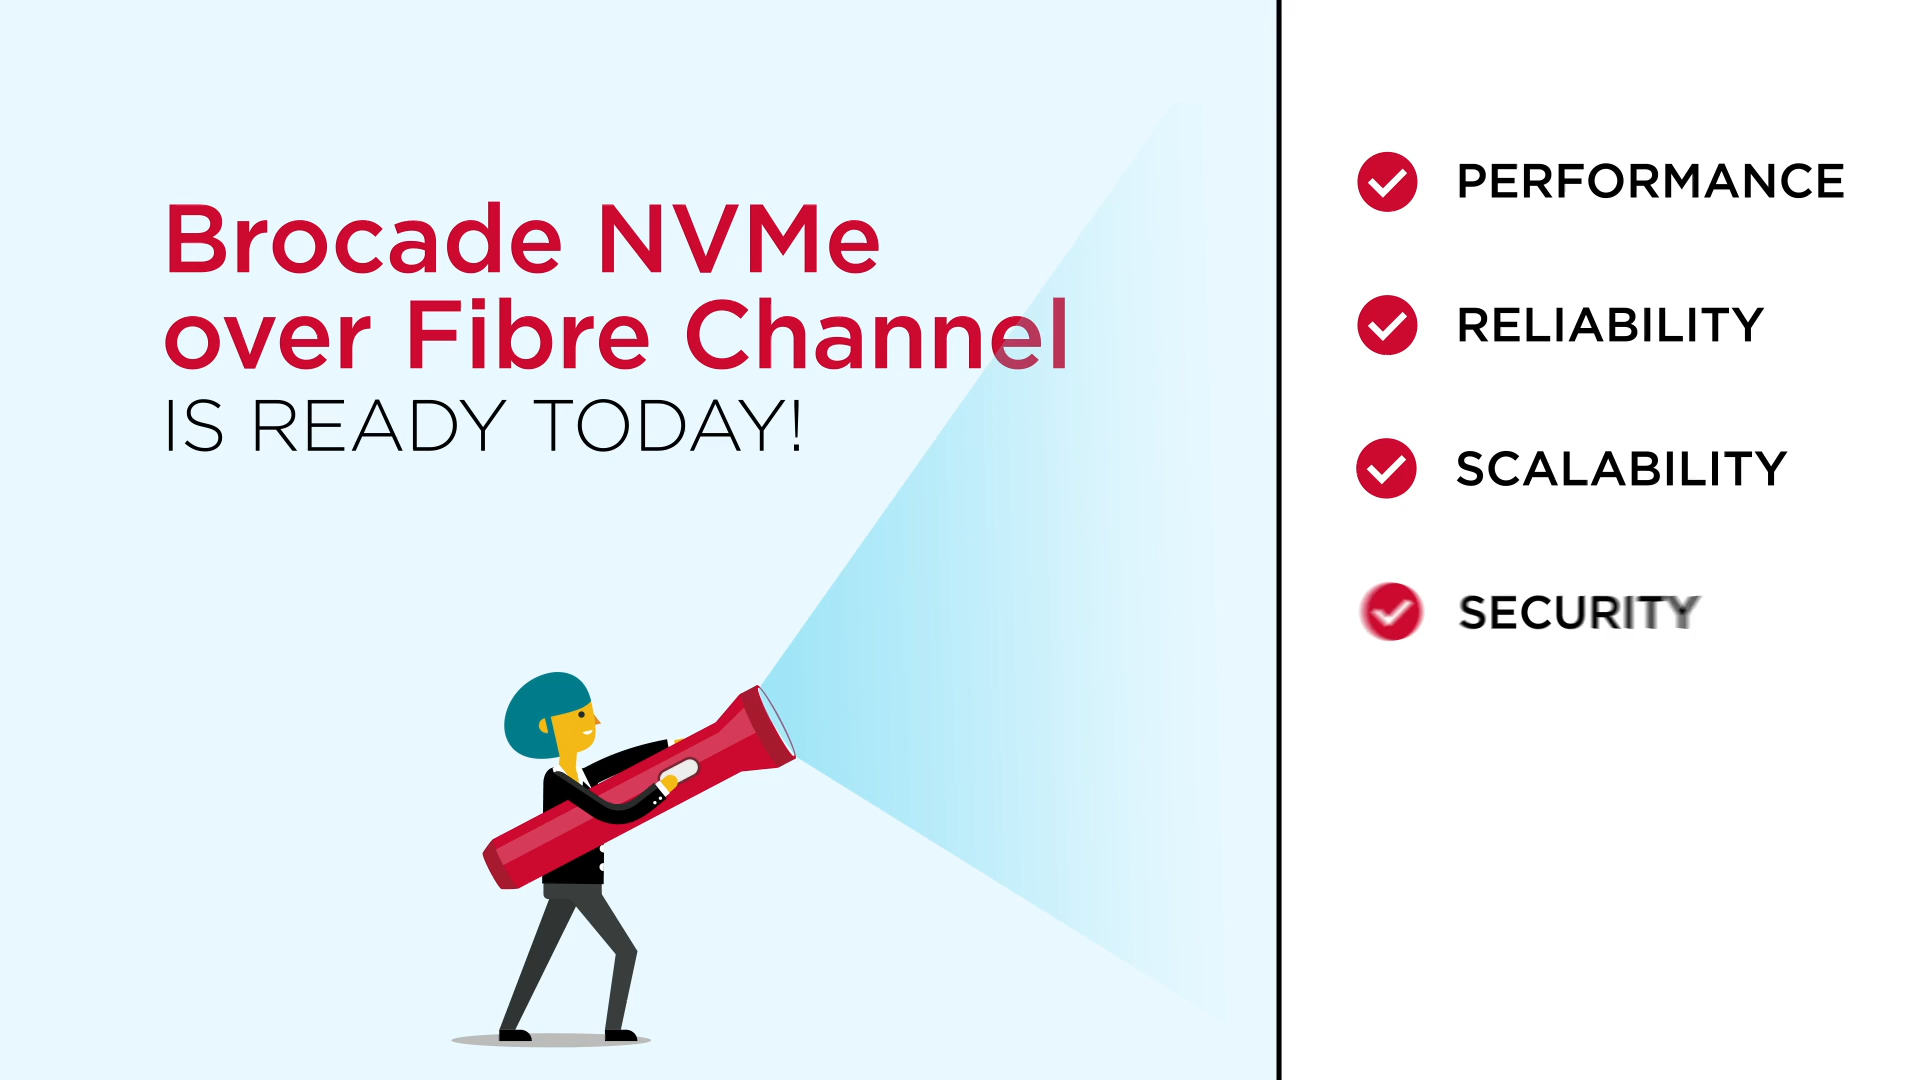 Brocade NVMe
over Fibre Channel
IS READY TODAY!
PERFORMANCE
RELIABILITY
SCALABILITY
SECURITY